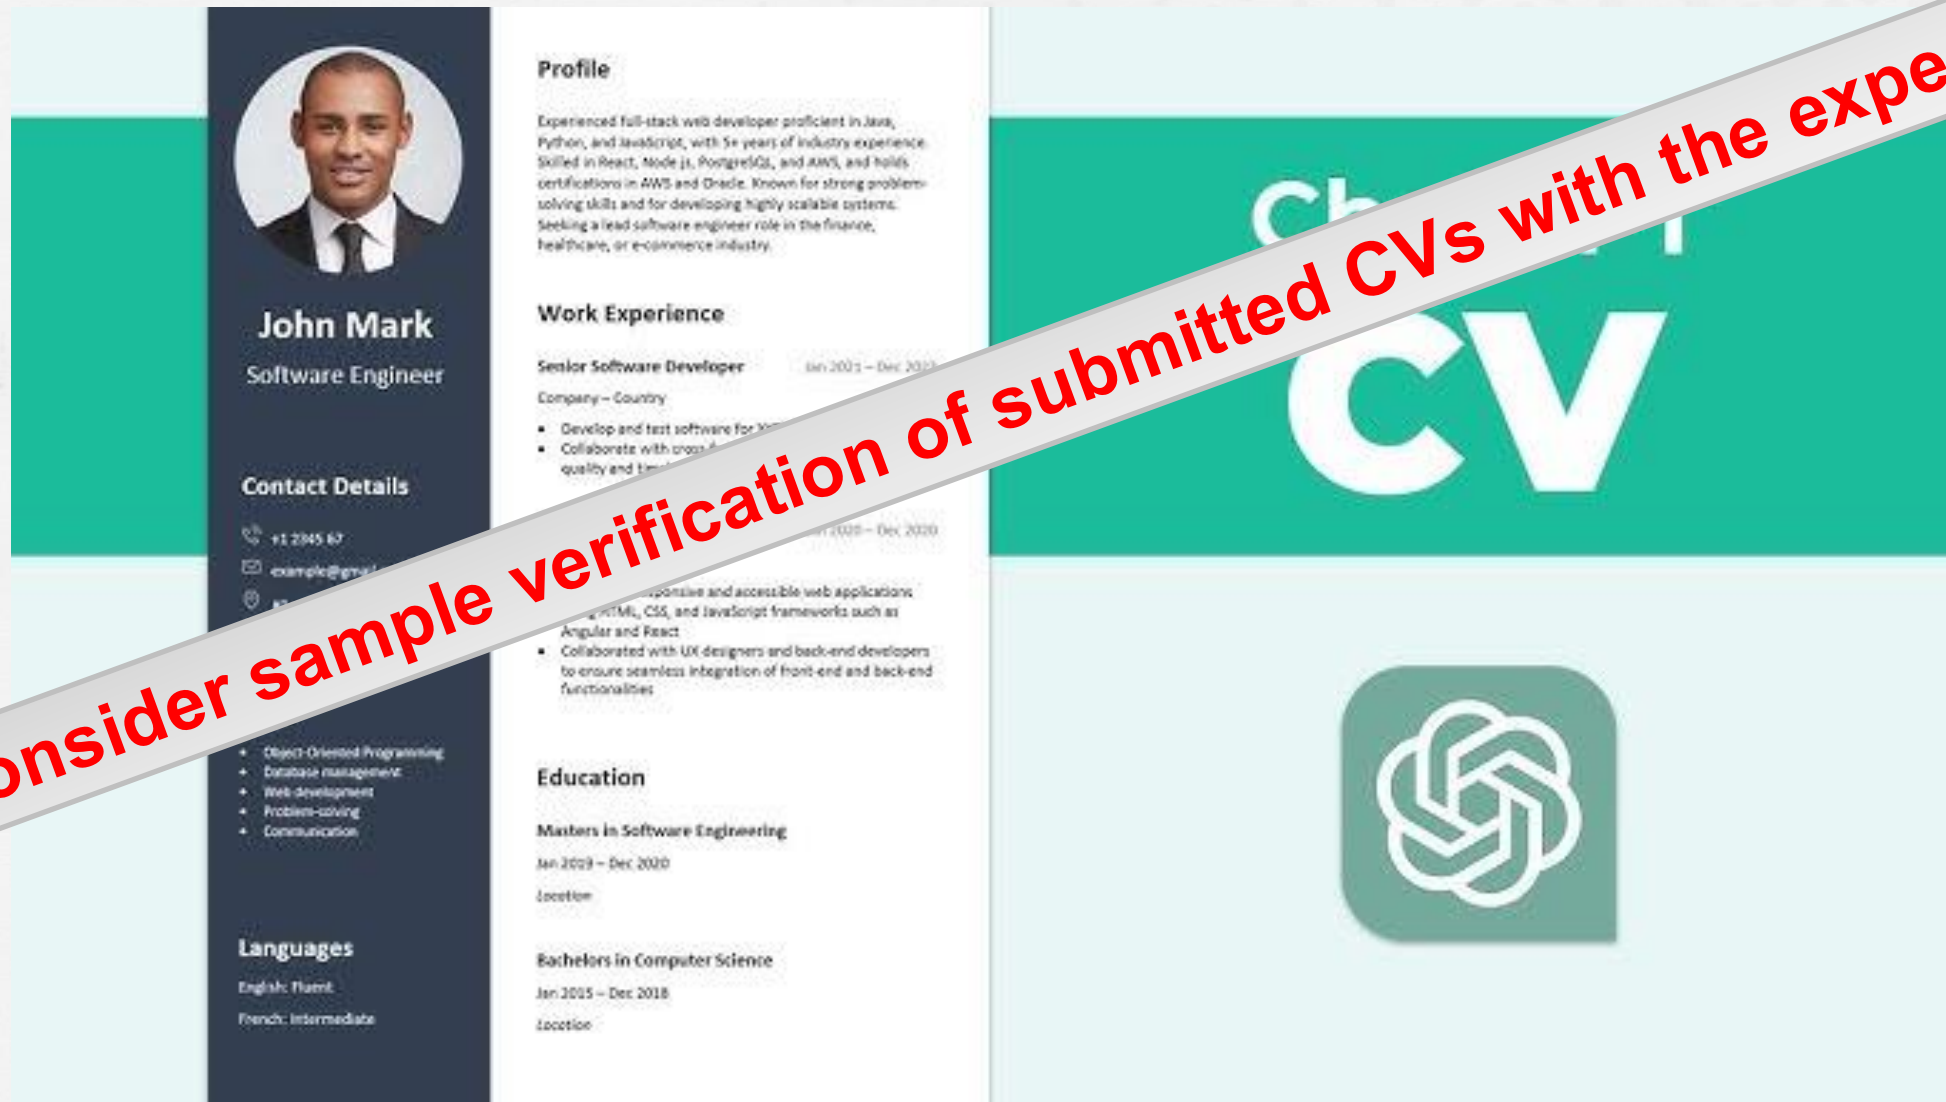 John Mark
Software Engineer
Contact Details
+1 2345 67
Object-Oriented Programming
Database management
Web development
Problem-solving
Communication
Languages
English: Fluent
French: Intermediate
Profile
Experienced full-stack web developer proficient in Java,
Python, and JavaScript, with 5+ years of industry experience.
Skilled in React, Node js, PostgreSQL, and AWS, and holds
certifications in AWS and Oracle. Known for strong problem-
solving skills and for developing highly scalable systems.
Seeking a lead software engineer role in the finance,
healthcare, or e-commerce industry.
Work Experience
Senior Software Developer Jan 2021 – Dec
Company – Country
Develop and test software for
Collaborate with
quality and
2020 – Dec 2020
and accessible web applications
HTML, CSS, and JavaScript frameworks such as
Angular and React
Collaborated with UX designers and back-end developers
to ensure seamless integration of front-end and back-end
functionalities
Education
Masters in Software Engineering
Jan 2019 – Dec 2020
Location
Bachelors in Computer Science
Jan 2015 – Dec 2018
Location
CV
onsider sample verification of submitted CVs with the expe